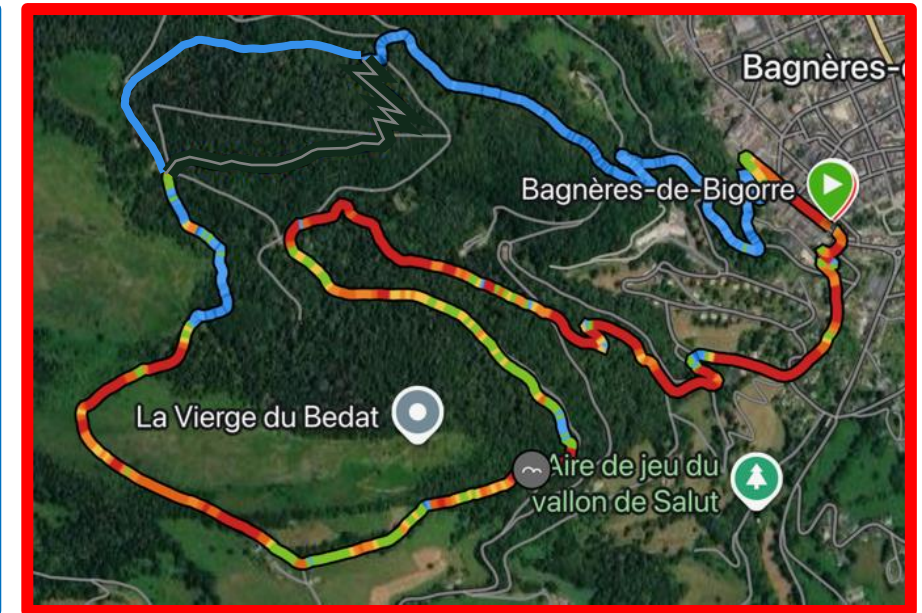 Bagnères-
Bagnères-de-Bigorre
La Vierge du Bedat
Aire de jeu du
vallon de Salut